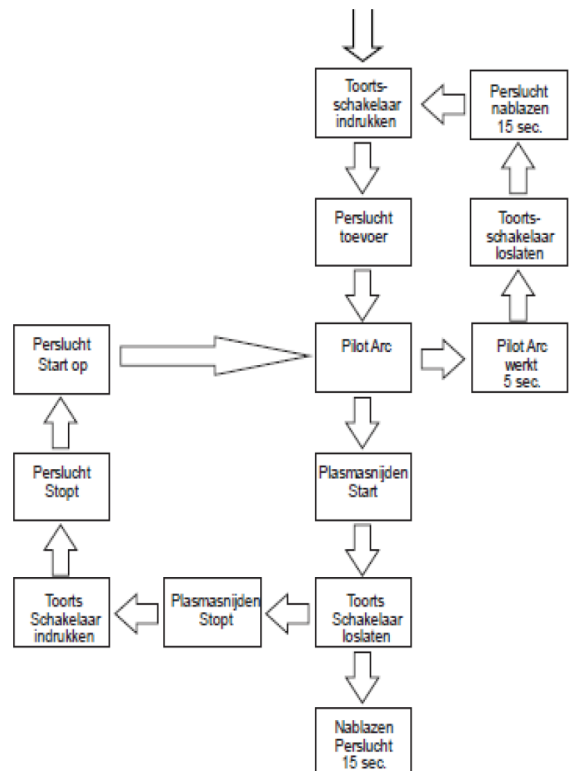 Toorts-
schakelaar
indrukken
Perslucht
nablazen
15 sec.
Perslucht
toevoer
Toorts-
schakelaar
loslaten
Perslucht
Start op
Pilot Arc
Pilot Arc
werkt
5 sec.
Perslucht
Stopt
Plasmasnijden
Start
Toorts
Schakelaar
indrukken
Plasmasnijden
Stopt
Toorts
Schakelaar
loslaten
Nablazen
Perslucht
15 sec.